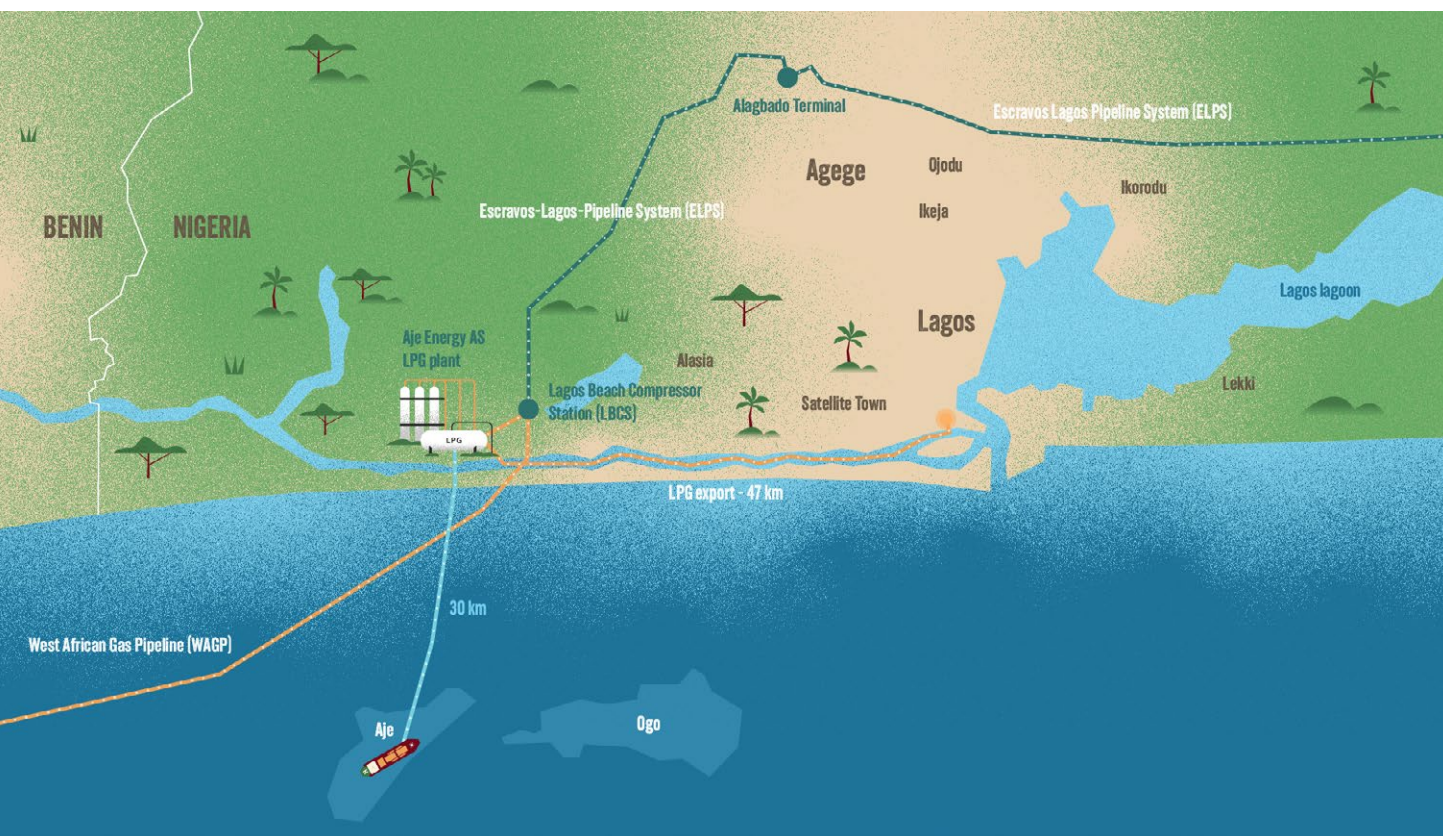 Alagbado Terminal
Escravos Lagos Pipeline System (ELPS)
Agege
Ojodu
Ikorodu
Ikeja
Escravos-Lagos-Pipeline System (ELPS)
BENIN
NIGERIA
Lagos lagoon
Lagos
Aje Energy AS
LPG plant
Alasia
Lekki
Lagos Beach Compressor
Station (LBCS)
Satellite Town
LPG
LPG export - 47 km
30 km
West African Gas Pipeline (WAGP)
Aje
Ogo